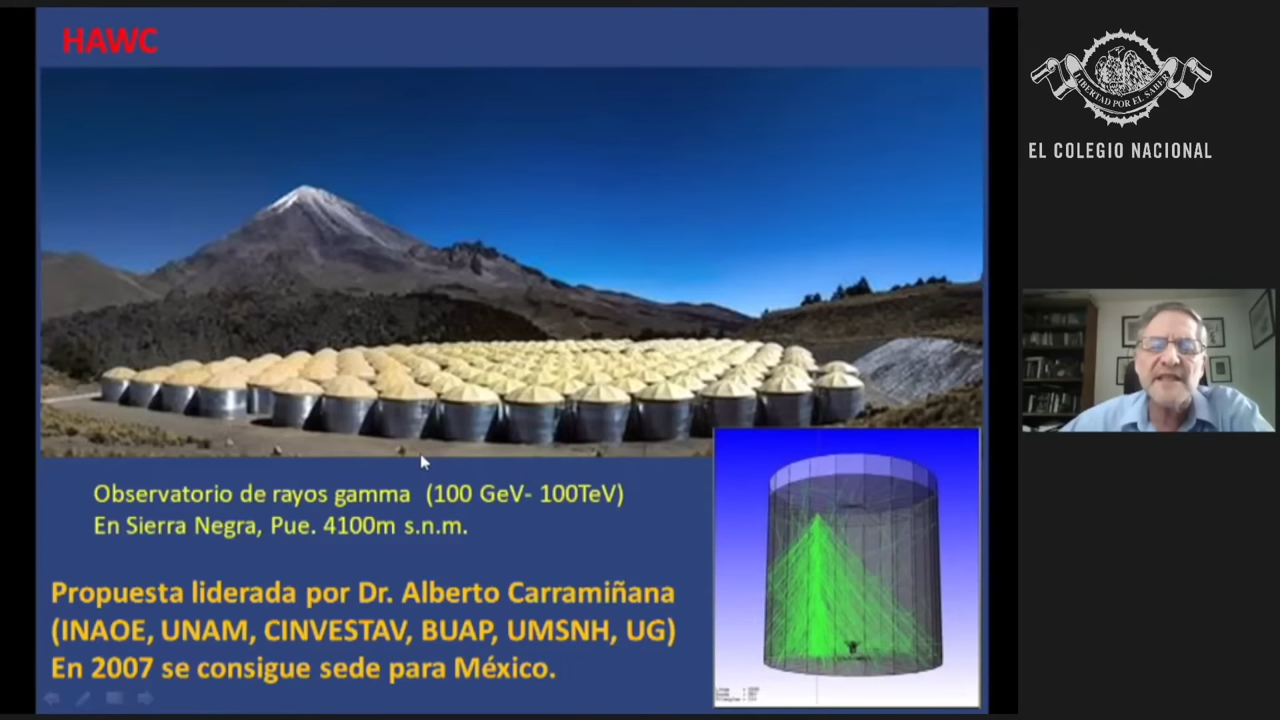 HAWC
Observatorio de rayos gamma (100 GeV- 100TeV)
En Sierra Negra, Pue. 4100m s.n.m.
Propuesta liderada por Dr. Alberto Carramiñana
(INAOE, UNAM, CINVESTAV, BUAP, UMSNH, UG)
En 2007 se consigue sede para México.
LIBERTAD POR EL SABER
EL COLEGIO NACIONAL